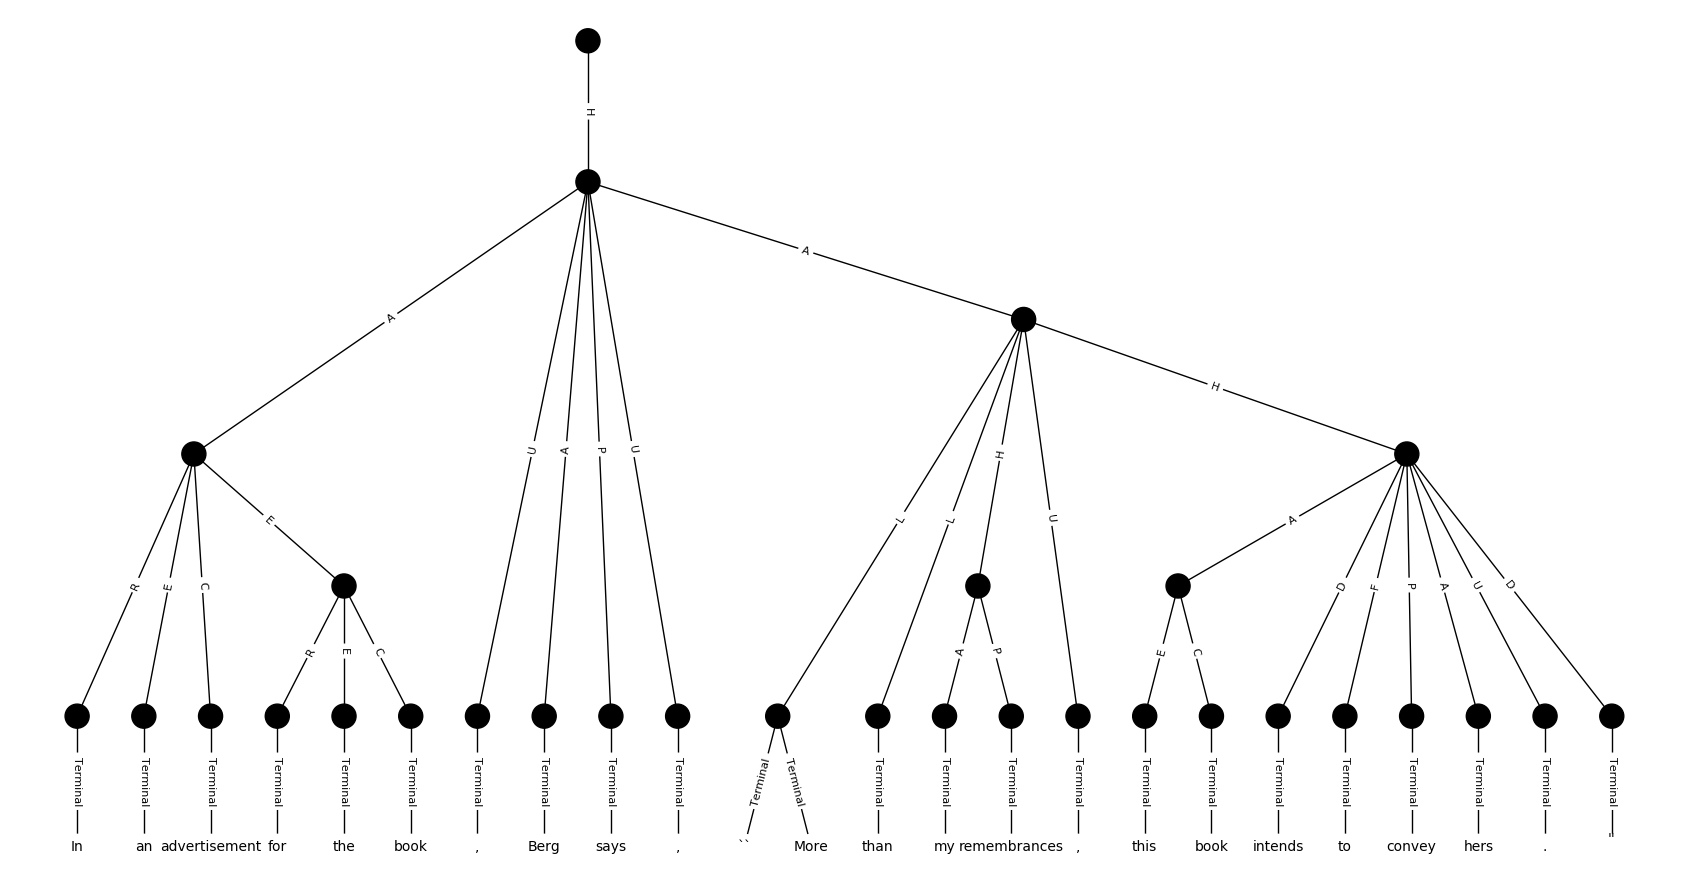 H
A
A
H
U
A
P
U
H
L
L
U
E
A
R
E
C
D
F
P
A
U
D
R
E
C
A
P
E
C
Terminal Terminal Terminal Terminal Terminal Terminal Terminal Terminal Terminal Terminal Terminal Terminal Terminal Terminal Terminal Terminal Terminal Terminal Terminal Terminal Terminal Terminal Terminal Terminal
In an advertisement for the book , Berg says , `` More than my remembrances , this book intends to convey hers . "